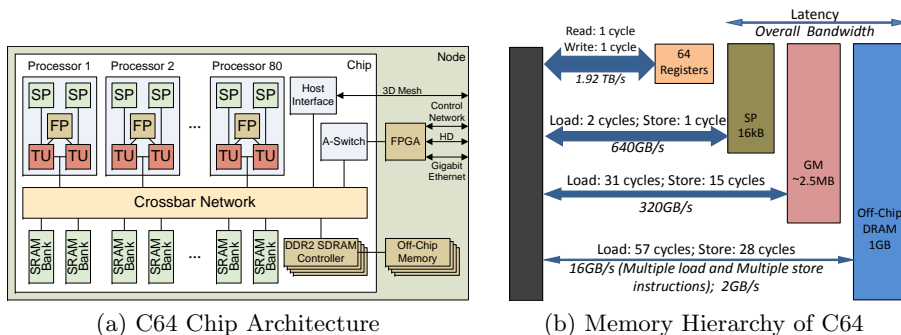 Node
Chip
Processor 1
Processor 2
Processor 80
SP
SP
SP
SP
SP
SP
FP
FP
FP
TU
TU
TU
TU
TU
TU
...
Host
Interface
A-Switch
FPGA
3D Mesh
Control
Network
HD
Gigabit
Ethernet
Crossbar Network
SRAM
Bank
SRAM
Bank
SRAM
Bank
SRAM
Bank
...
SRAM
Bank
SRAM
Bank
DDR2 SDRAM
Controller
Off-Chip
Memory
(a) C64 Chip Architecture
Latency
Overall Bandwidth
Read: 1 cycle
Write: 1 cycle
1.92 TB/s
64
Registers
Load: 2 cycles; Store: 1 cycle
640GB/s
SP
16kB
Load: 31 cycles; Store: 15 cycles
320GB/s
GM
~2.5MB
Load: 57 cycles; Store: 28 cycles
16GB/s (Multiple load and Multiple store
instructions); 2GB/s
Off-Chip
DRAM
1GB
(b) Memory Hierarchy of C64